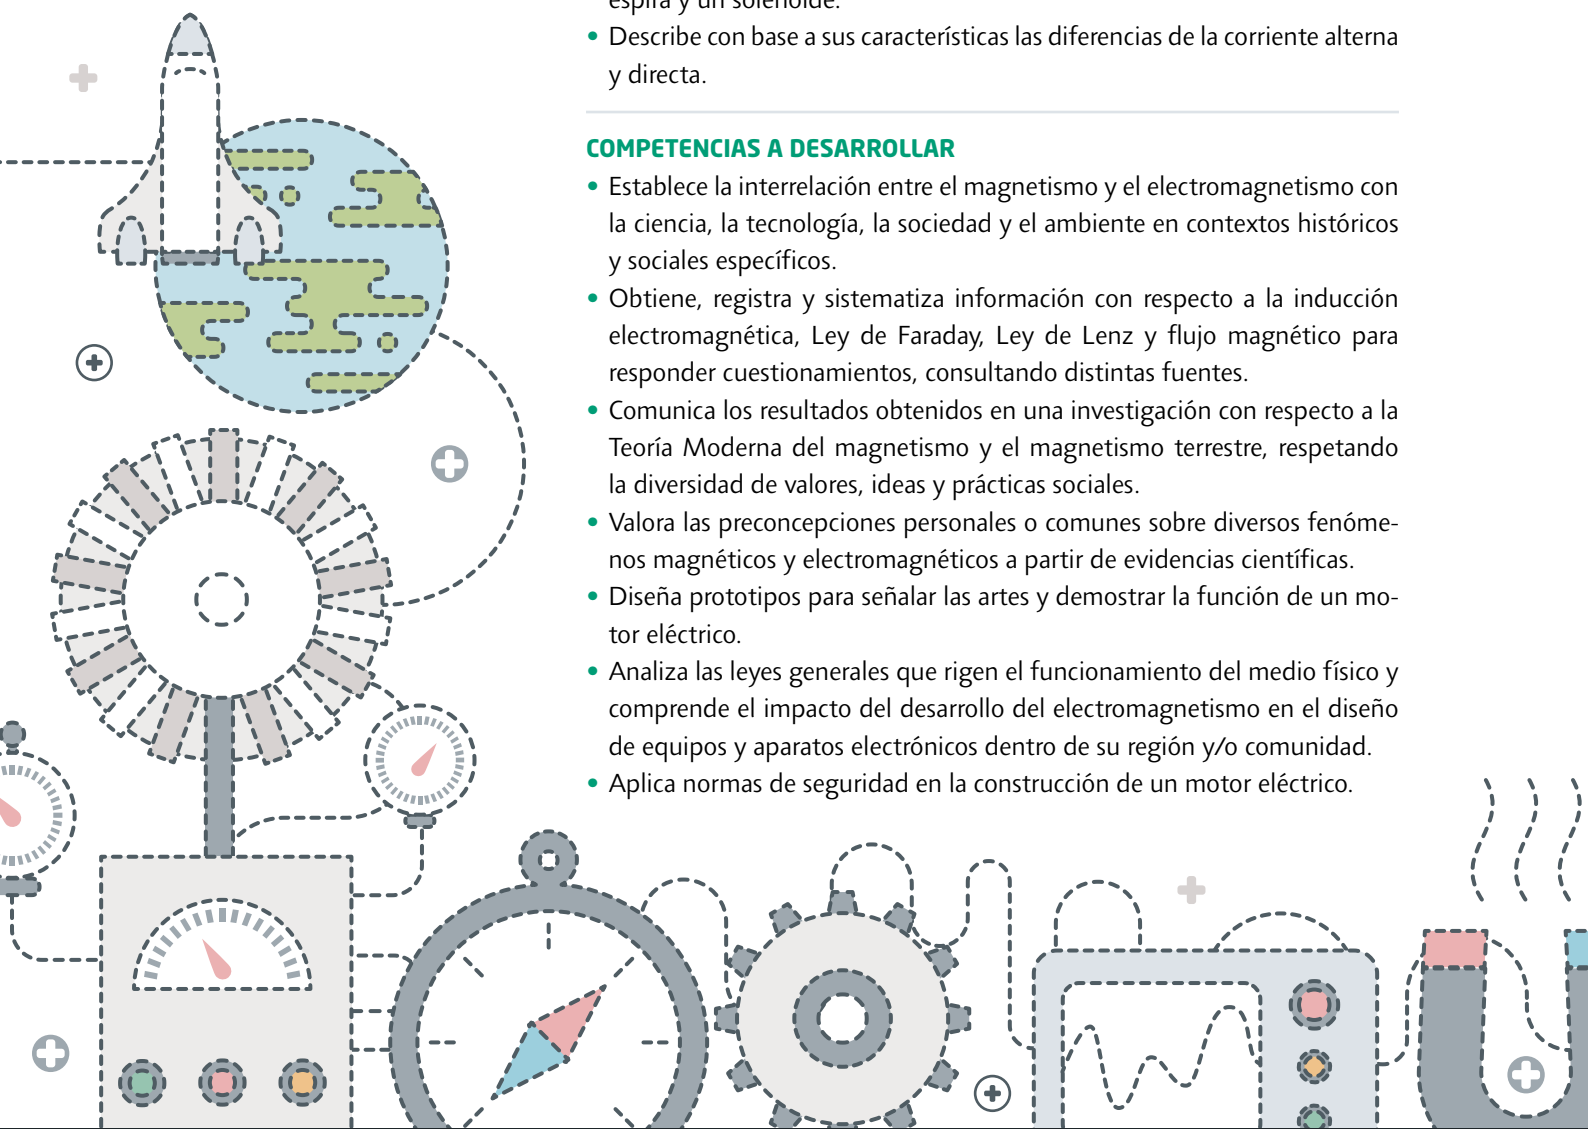 espira y un solenoide.
• Describe con base a sus características las diferencias de la corriente alterna
y directa.
COMPETENCIAS A DESARROLLAR
• Establece la interrelación entre el magnetismo y el electromagnetismo con
la ciencia, la tecnología, la sociedad y el ambiente en contextos históricos
y sociales específicos.
• Obtiene, registra y sistematiza información con respecto a la inducción
electromagnética, Ley de Faraday, Ley de Lenz y flujo magnético para
responder cuestionamientos, consultando distintas fuentes.
• Comunica los resultados obtenidos en una investigación con respecto a la
Teoría Moderna del magnetismo y el magnetismo terrestre, respetando
la diversidad de valores, ideas y prácticas sociales.
• Valora las preconcepciones personales o comunes sobre diversos fenóme-
nos magnéticos y electromagnéticos a partir de evidencias científicas.
• Diseña prototipos para señalar las artes y demostrar la función de un mo-
tor eléctrico.
• Analiza las leyes generales que rigen el funcionamiento del medio físico y
comprende el impacto del desarrollo del electromagnetismo en el diseño
de equipos y aparatos electrónicos dentro de su región y/o comunidad.
• Aplica normas de seguridad en la construcción de un motor eléctrico.